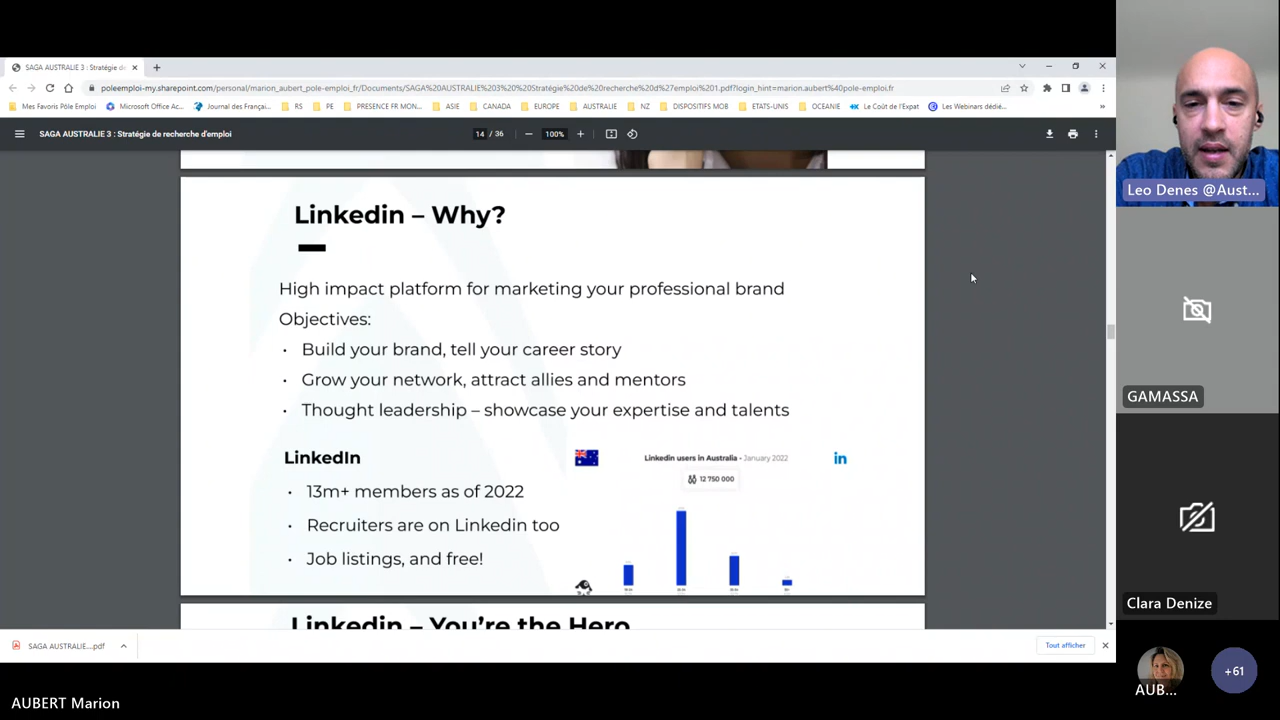 SAGA AUSTRALIE 3 : Stratégie de
poleemploi-my.sharepoint.com/personal/marion_aubert_pole-emploi_fr/Documents/SAGA%20AUSTRALIE%203%20%20Stratégie%20de%20recherche%20d%27emploi%201.pdf?login_hint=marion.aubert%40pole-emploi.fr
Mes Favoris Pôle Emploi
Microsoft Office Ac...
Journal des Françai...
RS
PE
PRESENCE FR MON...
ASIE
CANADA
EUROPE
AUSTRALIE
NZ
DISPOSITIFS MOB
ETATS-UNIS
OCEANIE
Le Coût de l'Expat
Les Webinars dédié...
»
SAGA AUSTRALIE 3 : Stratégie de recherche d'emploi
14 / 36
100%
Linkedin – Why?
High impact platform for marketing your professional brand
Objectives:
• Build your brand, tell your career story
• Grow your network, attract allies and mentors
• Thought leadership – showcase your expertise and talents
LinkedIn
• 13m+ members as of 2022
• Recruiters are on Linkedin too
• Job listings, and free!
Linkedin users in Australia - January 2022
in
12 750 000
Linkedin – You're the Hero
SAGA AUSTRALIE....pdf
Tout afficher
AUBERT Marion
Leo Denes @Aust...
GAMASSA
Clara Denize
AUB...
+61